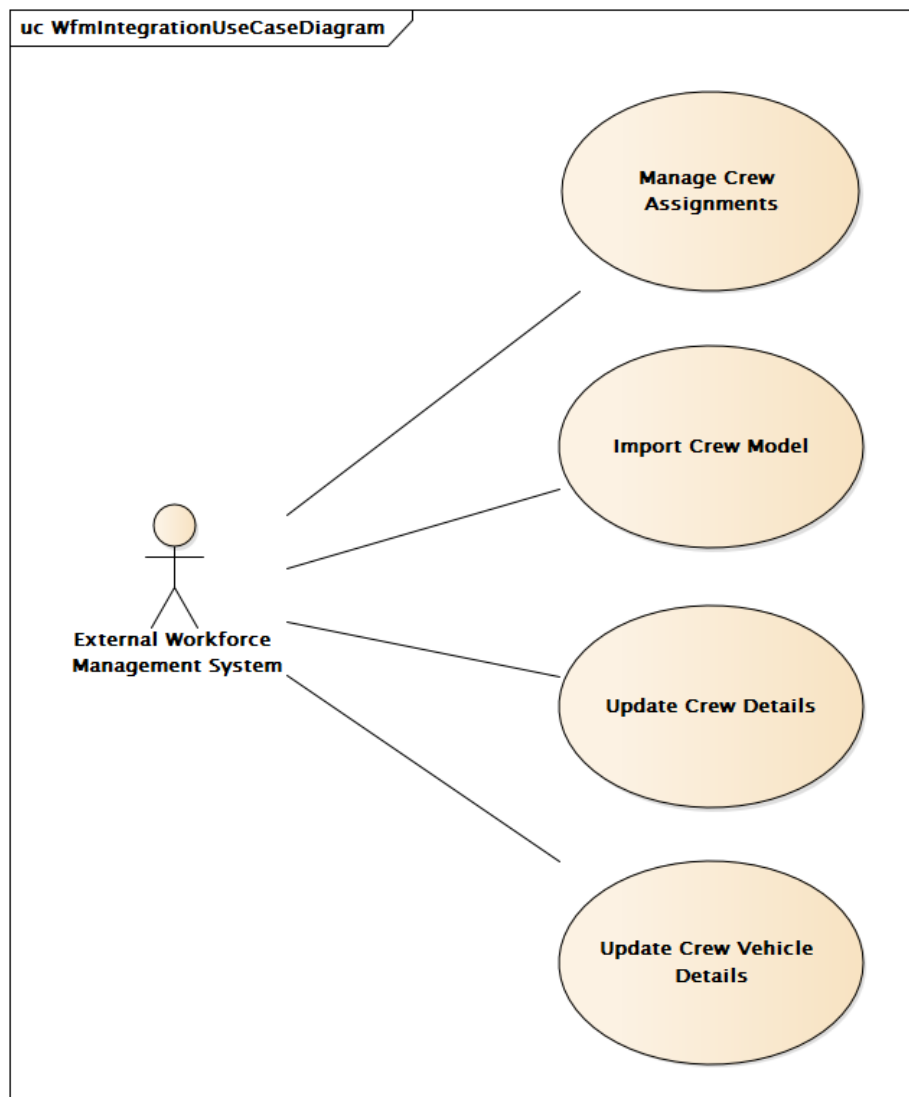 uc WfmIntegrationUseCaseDiagram
Manage Crew
Assignments
Import Crew Model
External Workforce
Management System
Update Crew Details
Update Crew Vehicle
Details